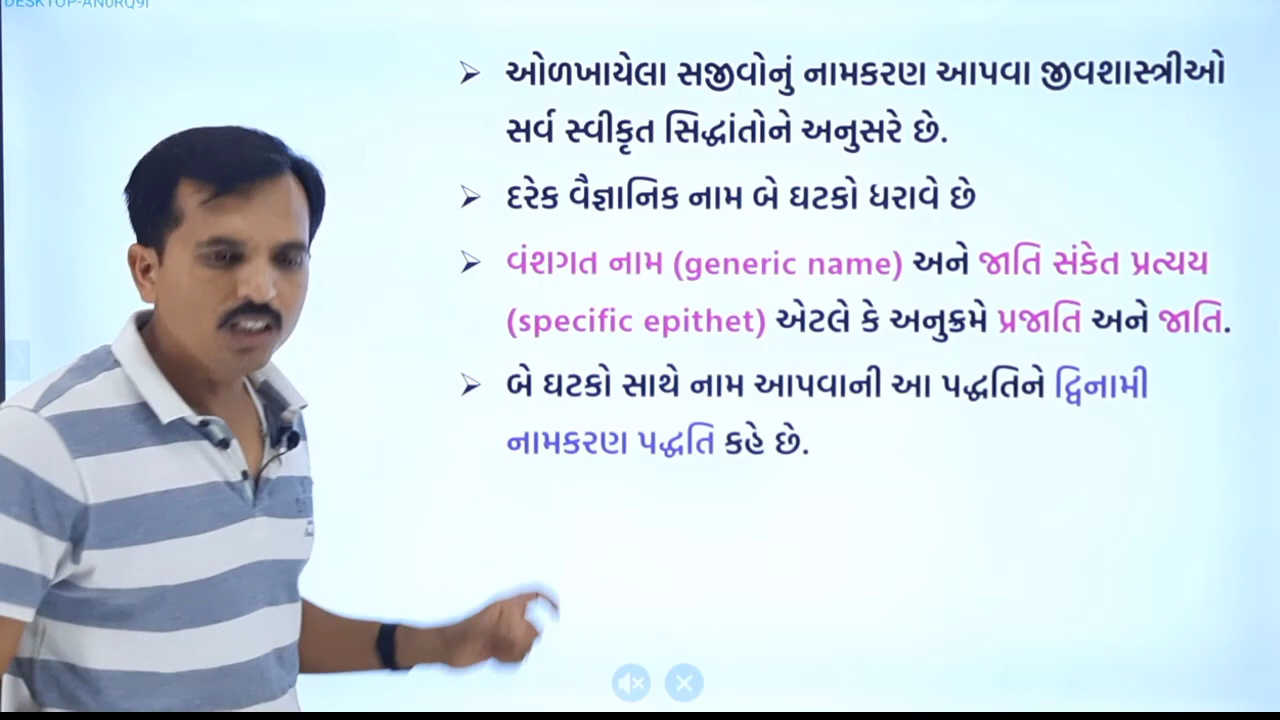 DESKTOP-AN0RQ9I
ઓળખાયેલા સજીવોનું નામકરણ આપવા જીવશાસ્ત્રીઓ
સર્વ સ્વીકૃત સિદ્ધાંતોને અનુસરે છે.
દરેક વૈજ્ઞાનિક નામ બે ઘટકો ધરાવે છે
વંશગત નામ (generic name) અને જાતિ સંકેત પ્રત્યય
(specific epithet) એટલે કે અનુક્રમે પ્રજાતિ અને જાતિ.
બે ઘટકો સાથે નામ આપવાની આ પદ્ધતિને દ્વિનામી
નામકરણ પદ્ધતિ કહે છે.